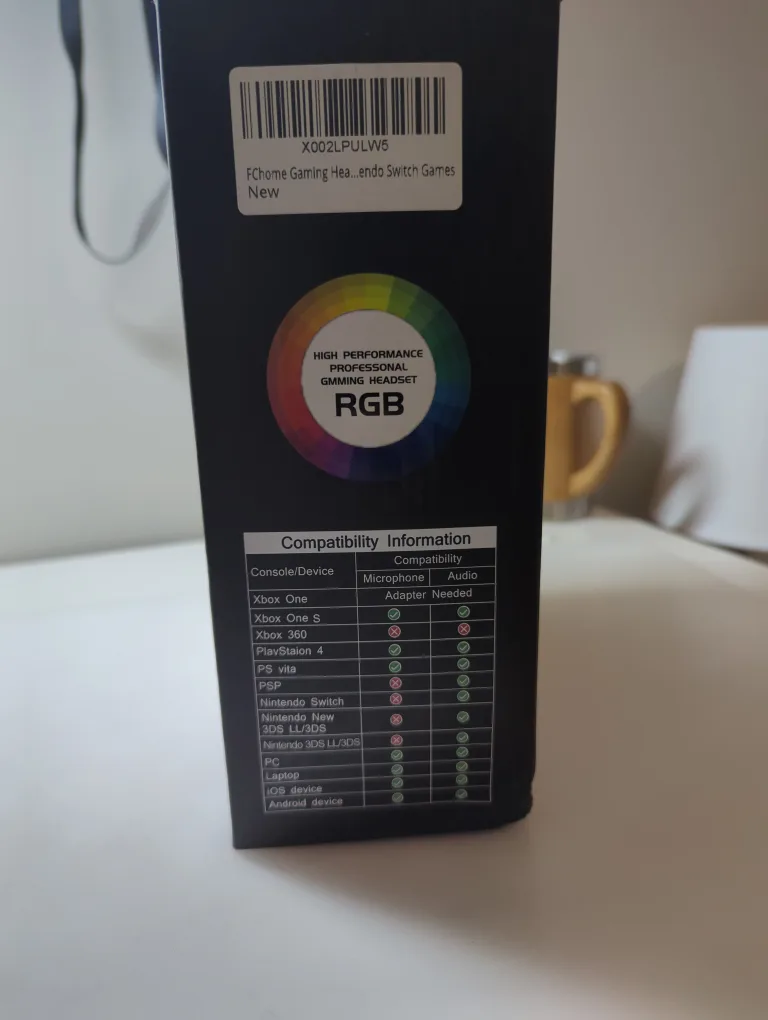 X002LPULW5
FChome Gaming Hea...endo Switch Games
New
HIGH PERFORMANCE
PROFESSONAL
GMMING HEADSET
RGB
Compatibility Information
Console/Device
Compatibility
Microphone Audio
Xbox One Adapter Needed
Xbox One S
Xbox 360
PlayStaion 4
PS vita
PSP
Nintendo Switch
Nintendo New
3DS LL/3DS
Nintendo 3DS LL/3DS
PC
Laptop
iOS device
Android device